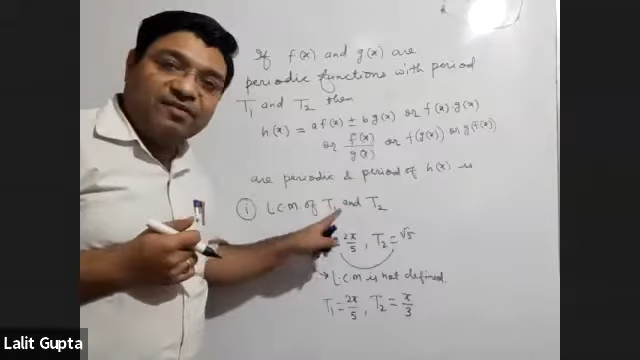 If f(x) and g(x) are
periodic functions with period
T₁ and T₂ then
h(x) = a f(x) ± b g(x) or f(x)·g(x)
or f(x)/g(x) or f(g(x)) or g(f(x))
are periodic & period of h(x) is
(i) L.C.M. of T₁ and T₂
= 2π/5, T₂ = √5
→ L.C.M is not defined.
T₁ = 2π/5, T₂ = π/3
Lalit Gupta